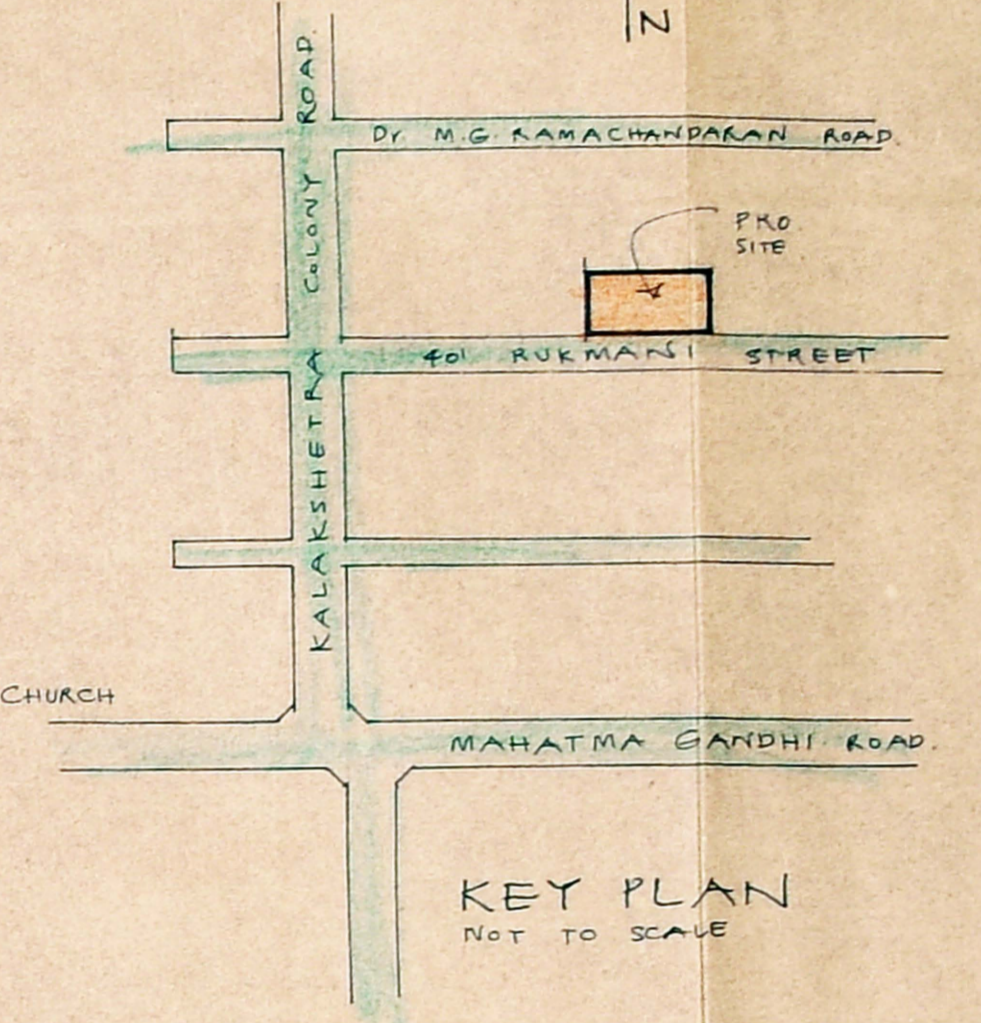 N
KALAKSHETRA COLONY ROAD.
Dr. M.G. RAMACHANDARAN ROAD.
PRO.
SITE
40' RUKMANI STREET
CHURCH
MAHATMA GANDHI ROAD.
KEY PLAN
NOT TO SCALE